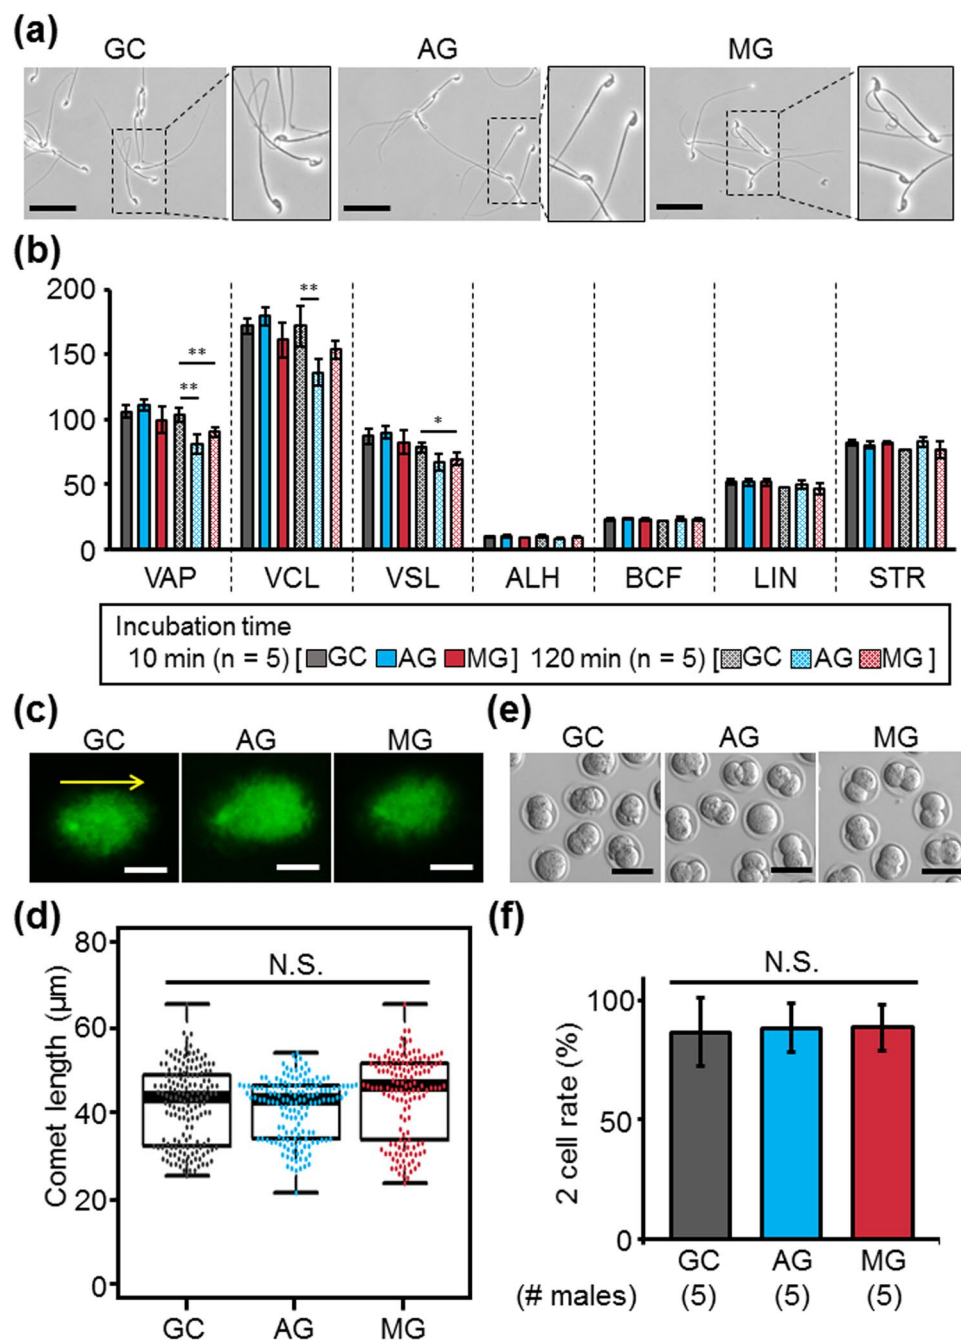 (a)
GC AG MG
(b)
200
150
100
50
0
** ** ** *
VAP VCL VSL ALH BCF LIN STR
Incubation time
10 min (n = 5) [ GC AG MG] 120 min (n = 5) [ GC AG MG ]
(c)
GC AG MG
(e)
GC AG MG
(d)
Comet length (µm)
80
60
40
20
0
N.S.
GC AG MG
(f)
2 cell rate (%)
100
50
0
N.S.
GC AG MG
(# males) (5) (5) (5)